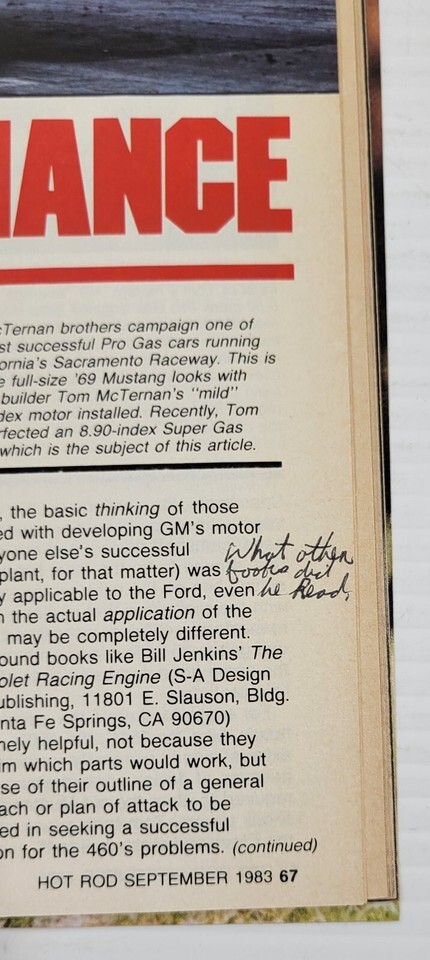 IANCE
cTernan brothers campaign one of
st successful Pro Gas cars running
ornia's Sacramento Raceway. This is
e full-size '69 Mustang looks with
builder Tom McTernan's "mild"
dex motor installed. Recently, Tom
rfected an 8.90-index Super Gas
which is the subject of this article.
, the basic thinking of those
ed with developing GM's motor
yone else's successful
plant, for that matter) was
y applicable to the Ford, even
n the actual application of the
may be completely different.
ound books like Bill Jenkins' The
olet Racing Engine (S-A Design
ublishing, 11801 E. Slauson, Bldg.
nta Fe Springs, CA 90670)
nely helpful, not because they
im which parts would work, but
se of their outline of a general
ach or plan of attack to be
ed in seeking a successful
on for the 460's problems. (continued)
What other
books did
he Read,
HOT ROD SEPTEMBER 1983 67